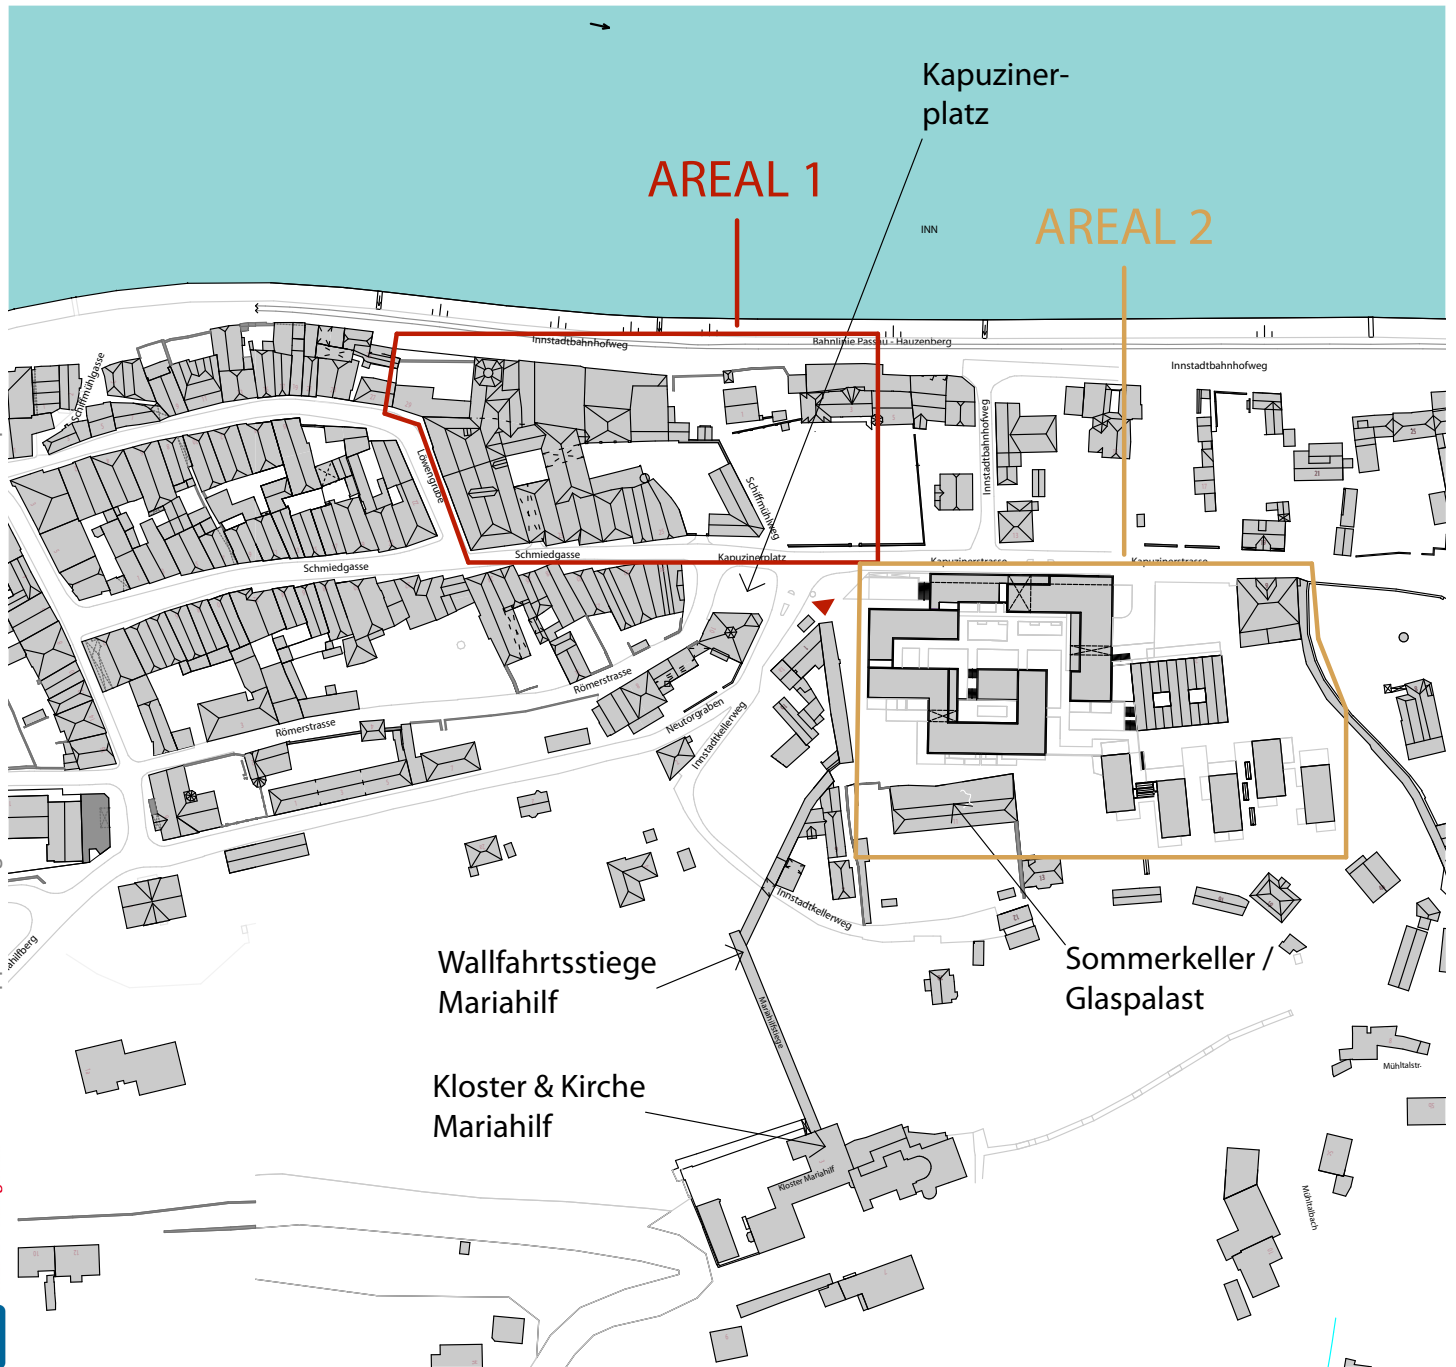 Kapuziner-
platz
AREAL 1
AREAL 2
INN
Innstadtbahnhofweg
Bahnlinie Passau - Hauzenberg
Innstadtbahnhofweg
Schiffmühlgasse
Löwengrube
Schiffmühlweg
Innstadtbahnhofweg
Schmiedgasse
Kapuzinerplatz
Kapuzinerstrasse
Kapuzinerstrasse
Schmiedgasse
Römerstrasse
Neutorgraben
Innstadtkellerweg
Römerstrasse
Innstadtkellerweg
Wallfahrtsstiege
Mariahilf
Sommerkeller /
Glaspalast
Mariahilfstiege
Kloster & Kirche
Mariahilf
Kloster Mariahilf
Mühltalstr.
Mühltalbach